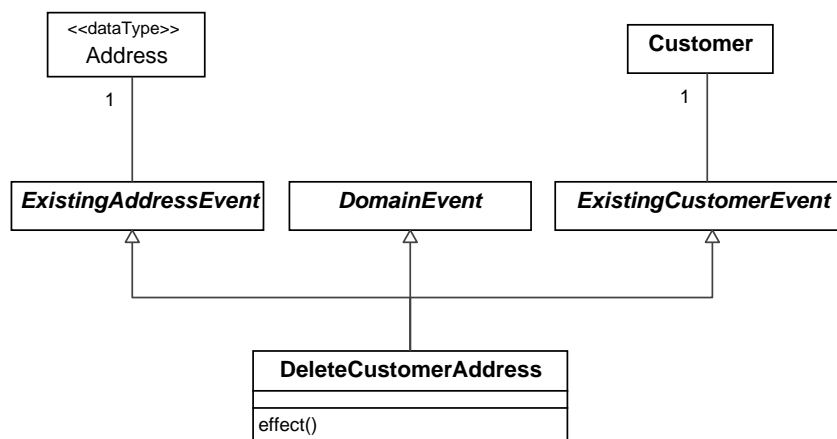 <<dataType>>
Address
Customer
1
1
ExistingAddressEvent
DomainEvent
ExistingCustomerEvent
DeleteCustomerAddress
effect()